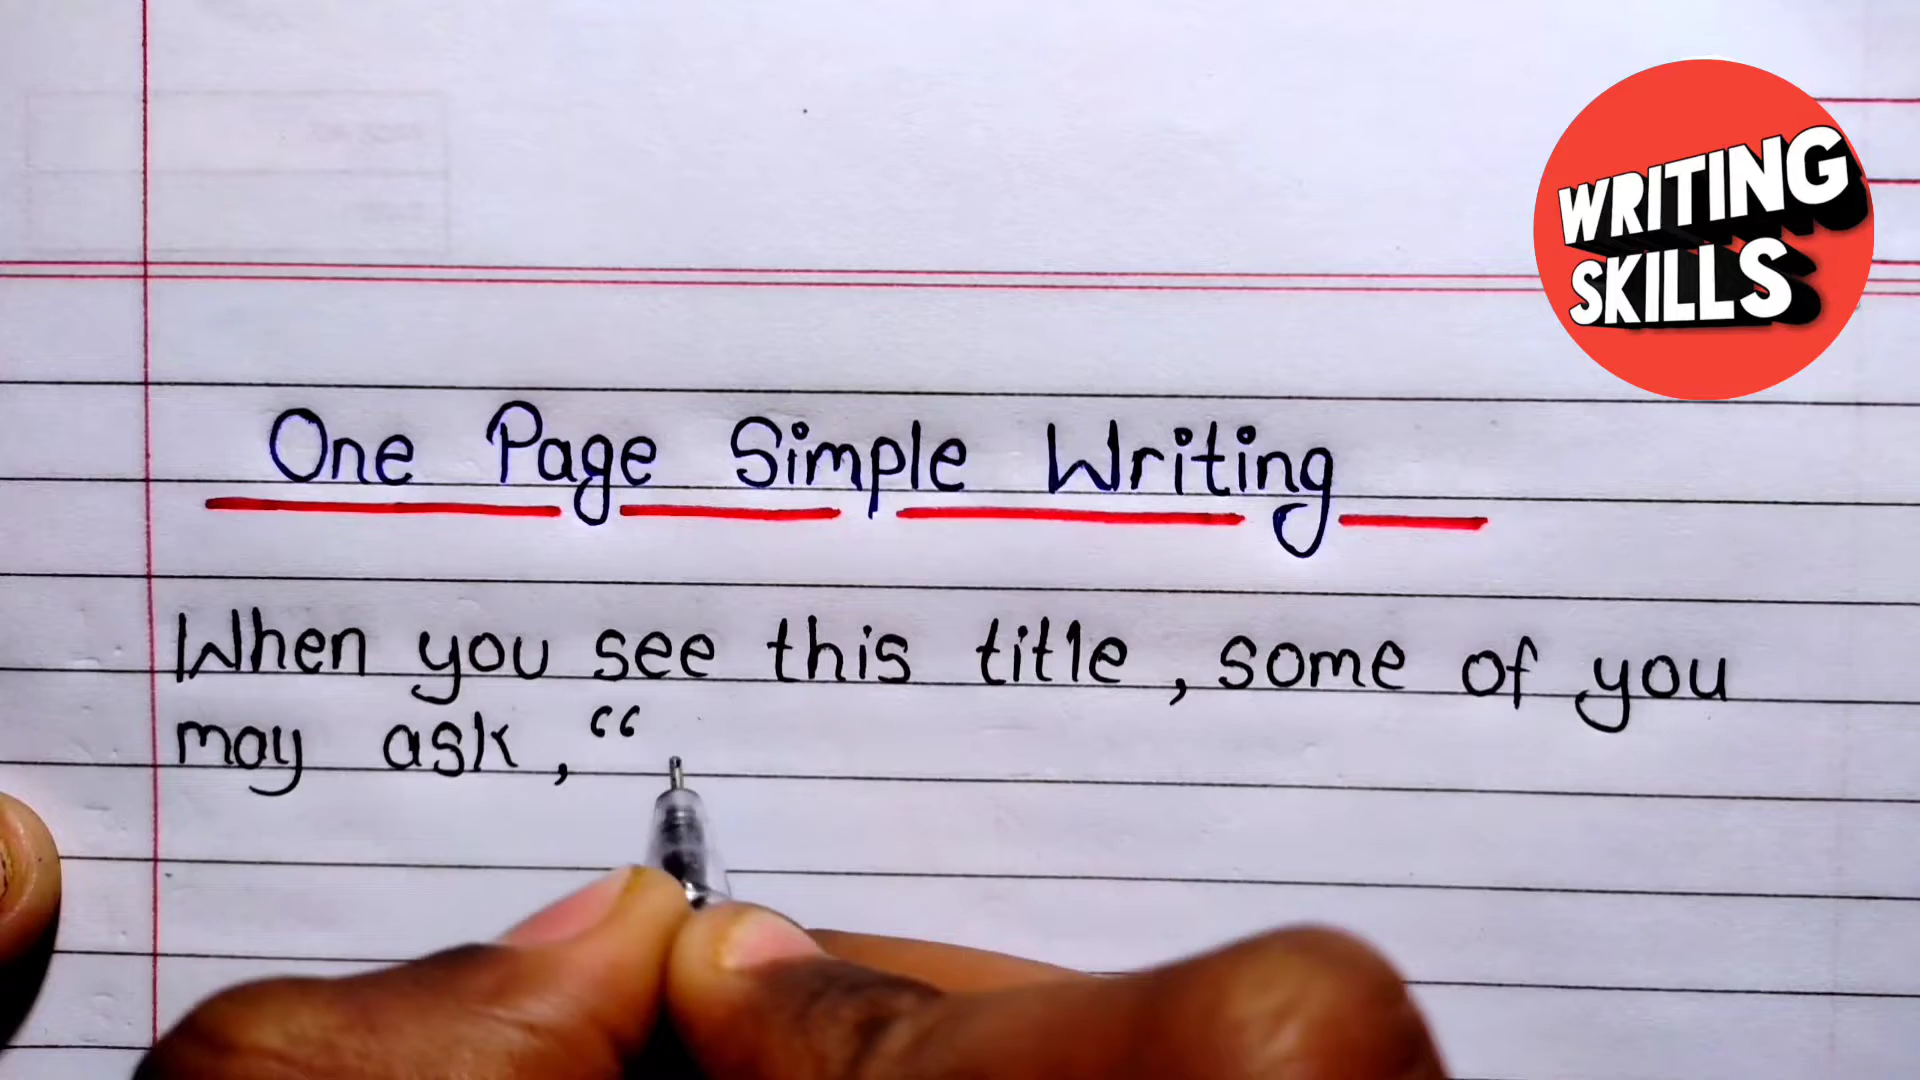 WRITING
SKILLS
One Page Simple Writing
When you see this title, some of you
may ask, “